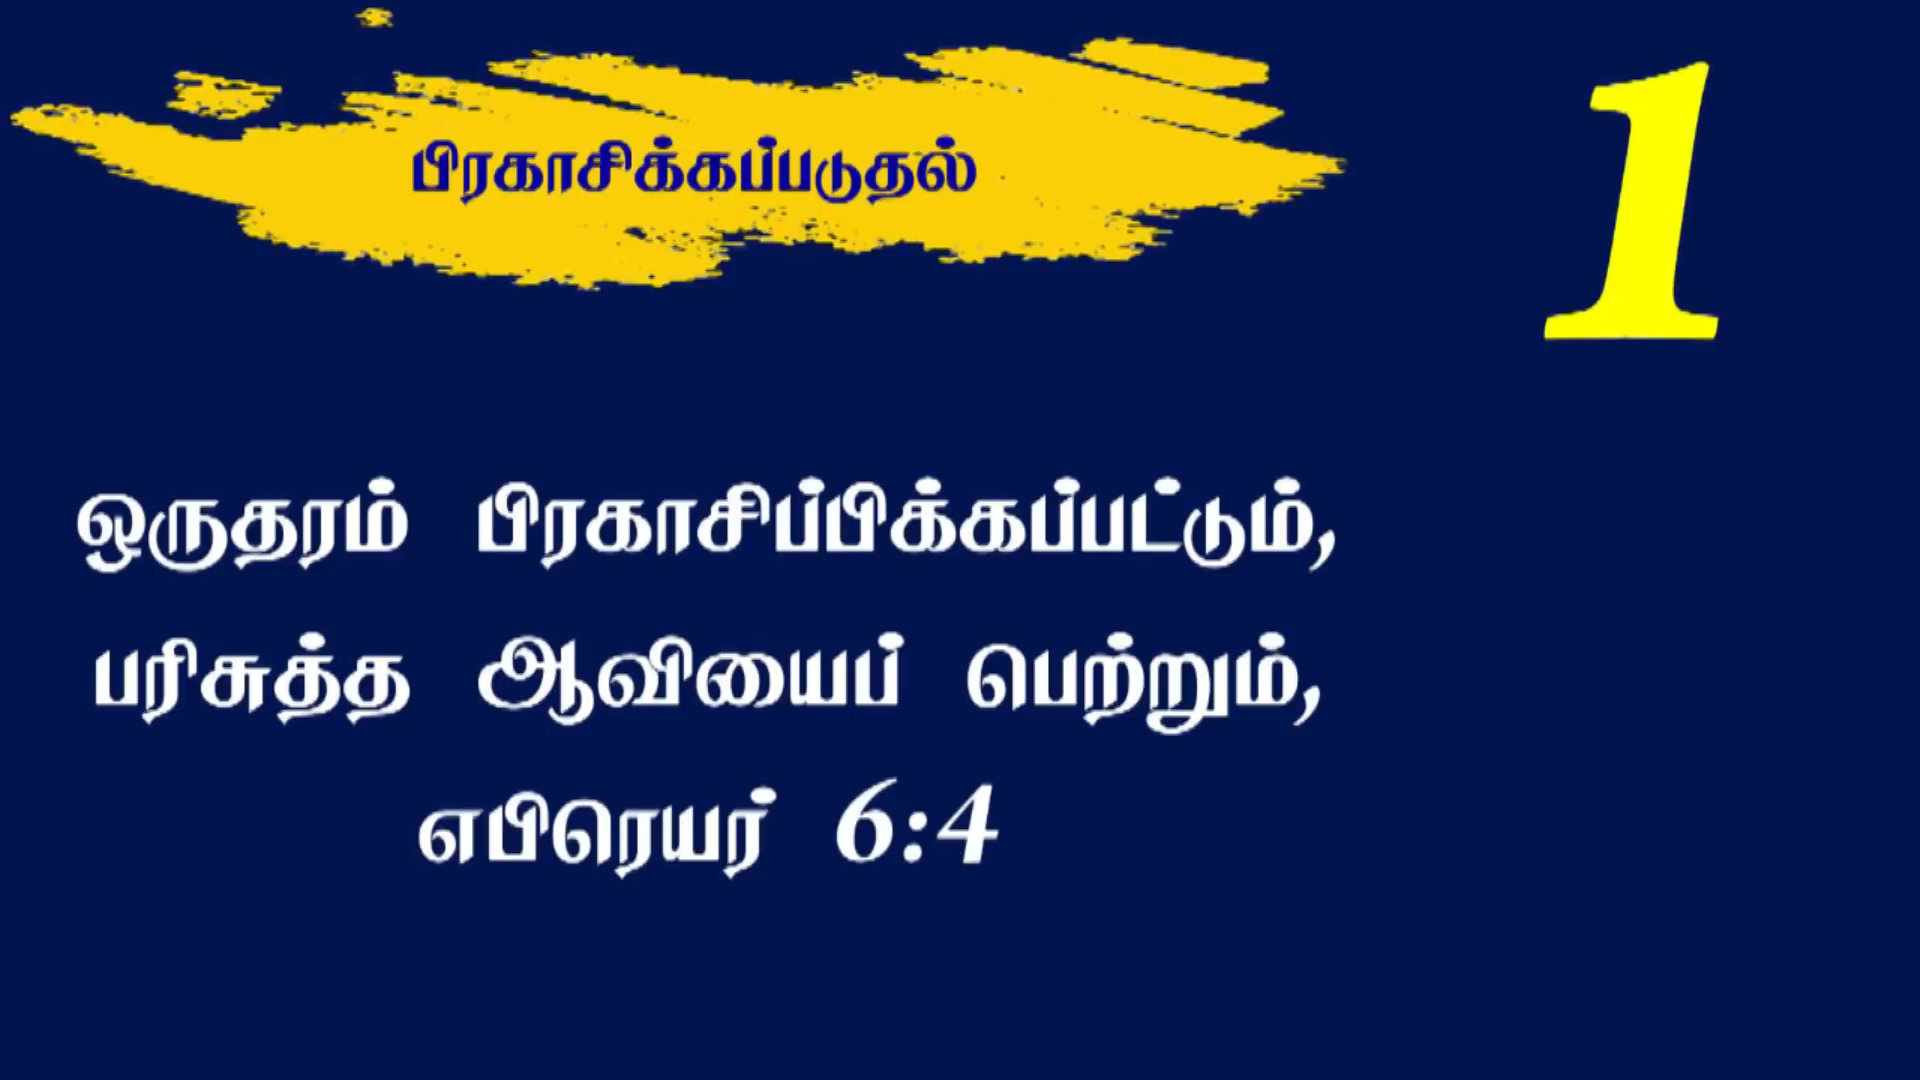 பிரகாசிக்கப்படுதல்
1
ஒருதரம் பிரகாசிப்பிக்கப்பட்டும்,
பரிசுத்த ஆவியைப் பெற்றும்,
எபிரெயர் 6:4